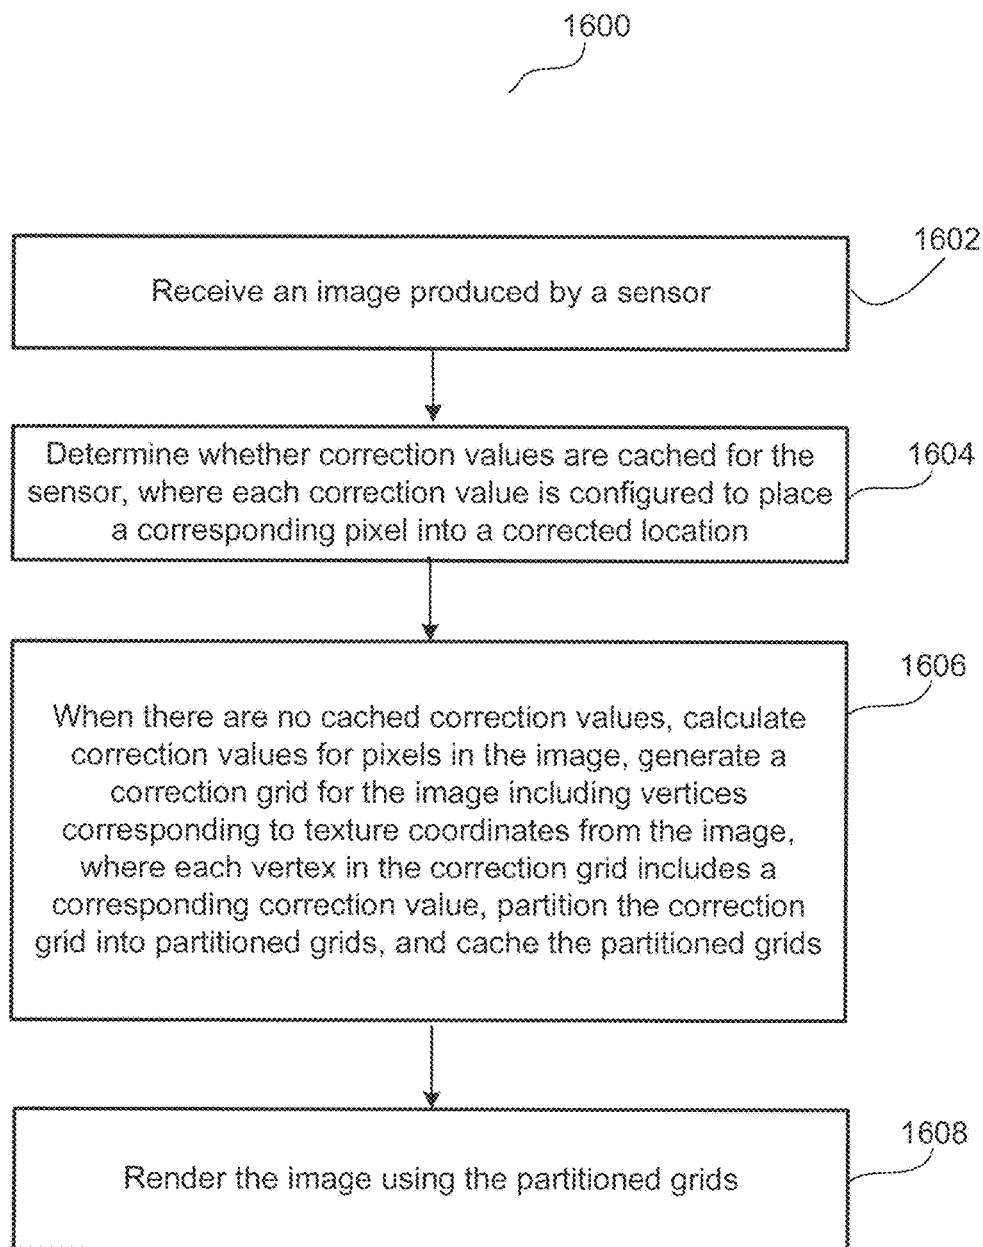 1600
1602
Receive an image produced by a sensor
Determine whether correction values are cached for the
sensor, where each correction value is configured to place
a corresponding pixel into a corrected location
1604
When there are no cached correction values, calculate
correction values for pixels in the image, generate a
correction grid for the image including vertices
corresponding to texture coordinates from the image,
where each vertex in the correction grid includes a
corresponding correction value, partition the correction
grid into partitioned grids, and cache the partitioned grids
1606
Render the image using the partitioned grids
1608